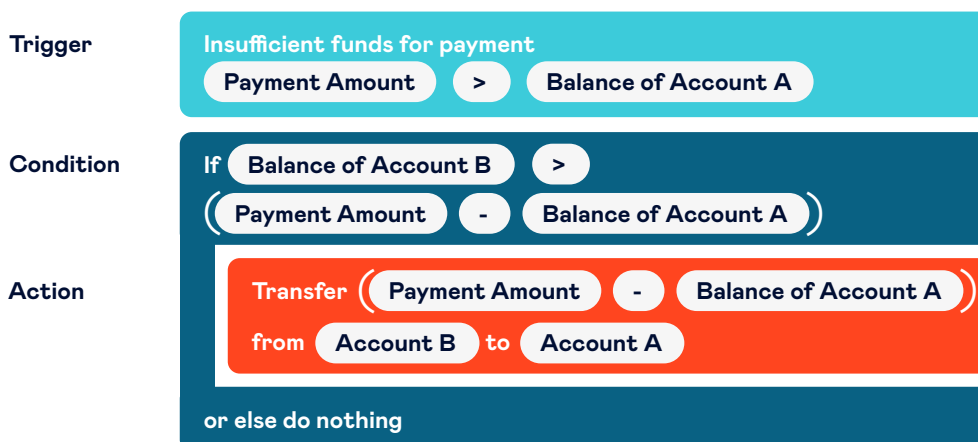 Trigger
Insufficient funds for payment
Payment Amount > Balance of Account A
Condition
If Balance of Account B >
(Payment Amount - Balance of Account A)
Action
Transfer (Payment Amount - Balance of Account A)
from Account B to Account A
or else do nothing